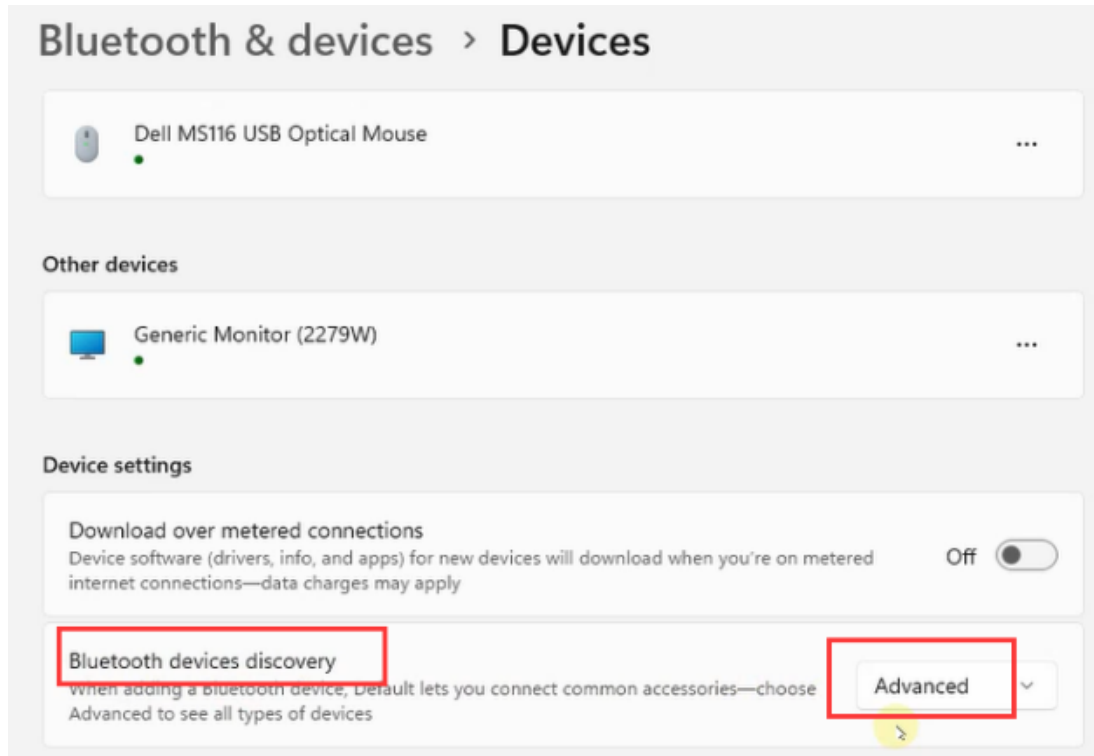 Bluetooth & devices > Devices
Dell MS116 USB Optical Mouse
Other devices
Generic Monitor (2279W)
Device settings
Download over metered connections
Device software (drivers, info, and apps) for new devices will download when you're on metered
internet connections—data charges may apply
Off
Bluetooth devices discovery
When adding a Bluetooth device, Default lets you connect common accessories—choose
Advanced to see all types of devices
Advanced